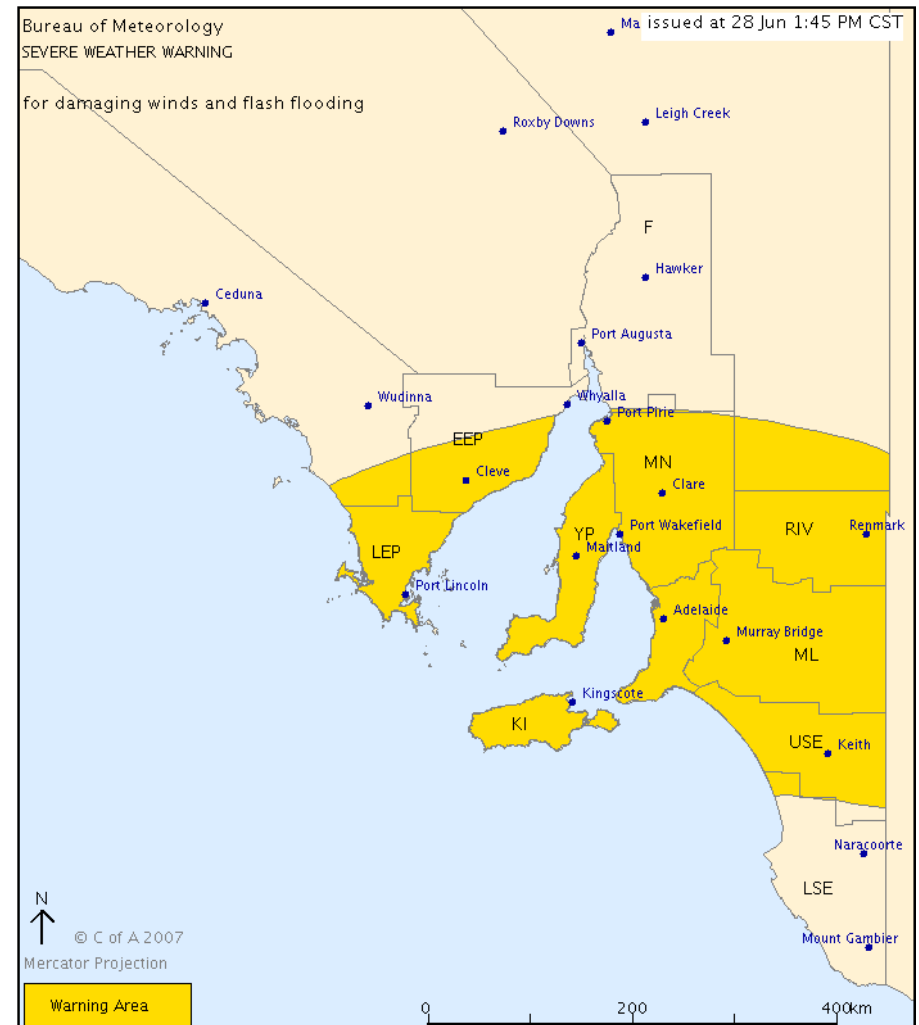 Bureau of Meteorology
issued at 28 Jun 1:45 PM CST
SEVERE WEATHER WARNING
for damaging winds and flash flooding
Ma
Leigh Creek
Roxby Downs
F
Hawker
Ceduna
Port Augusta
Wudinna
Whyalla
Port Pirie
EEP
MN
Cleve
Clare
YP
Port Wakefield
RIV
Renmark
LEP
Maitland
Port Lincoln
Adelaide
Murray Bridge
ML
Kingscote
KI
USE
Keith
Naracoorte
LSE
N
© C of A 2007
Mount Gambier
Mercator Projection
Warning Area
0
200
400km